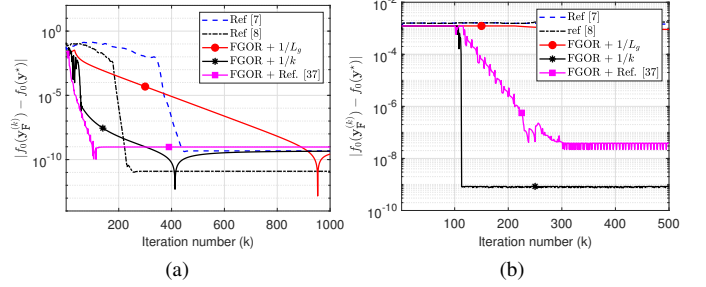 |f₀(y_F^(k)) − f₀(y*)|
10⁰
10⁻⁵
10⁻¹⁰
200
400
600
800
1000
Iteration number (k)
Ref [7]
Ref [8]
FGOR + 1/L_g
FGOR + 1/k
FGOR + Ref. [37]
(a)
|f₀(y_F^(k)) − f₀(y*)|
10⁻²
10⁻⁴
10⁻⁶
10⁻⁸
10⁻¹⁰
100
200
300
400
500
Iteration number (k)
Ref [7]
ref [8]
FGOR + 1/L_g
FGOR + 1/k
FGOR + Ref. [37]
(b)